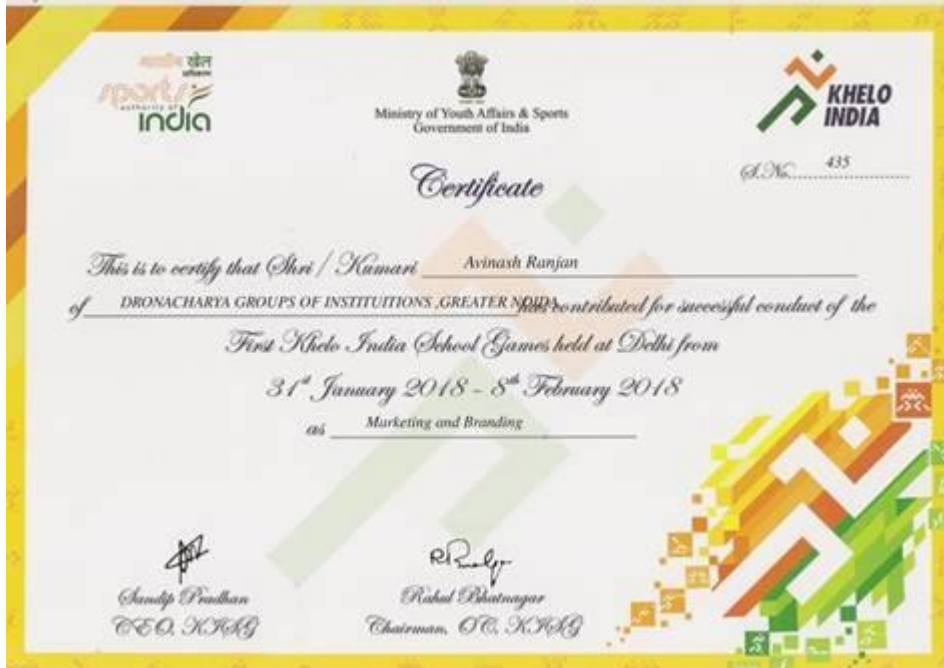 भारतीय खेल
प्राधिकरण
sports
authority of
india
Ministry of Youth Affairs & Sports
Government of India
KHELO
INDIA
Certificate
S.No. 435
This is to certify that Shri / Kumari Avinash Ranjan
of DRONACHARYA GROUPS OF INSTITUITIONS ,GREATER NOIDA has contributed for successful conduct of the
First Khelo India School Games held at Delhi from
31st January 2018 - 8th February 2018
as Marketing and Branding
Sandip Pradhan
CEO, KISG
Rahul Bhatnagar
Chairman, OC, KISG